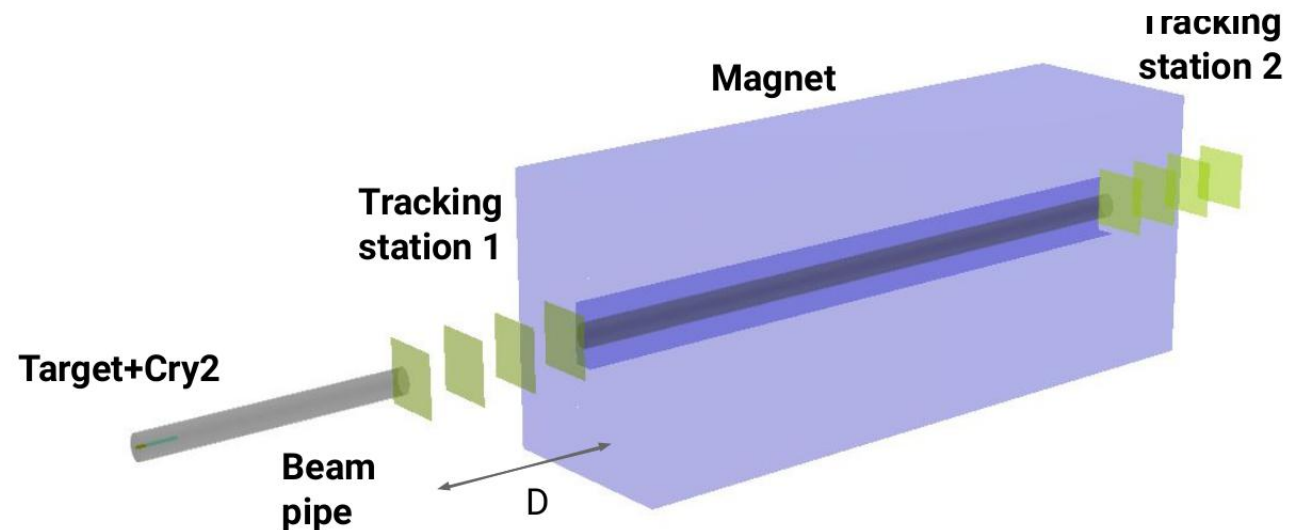 Tracking
station 2
Magnet
Tracking
station 1
Target+Cry2
Beam
pipe
D